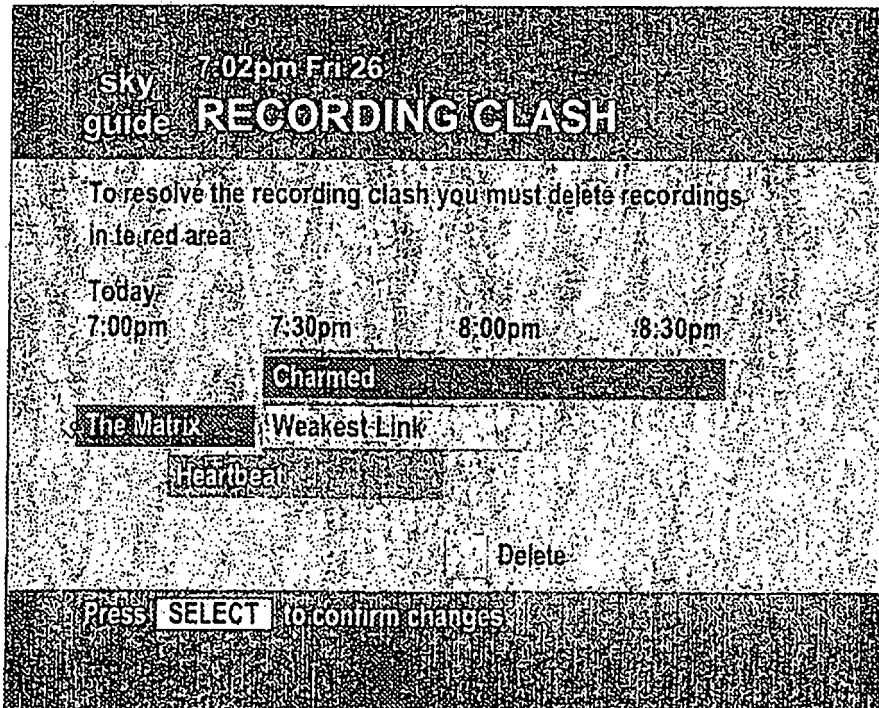 sky guide
7:02pm Fri 26
RECORDING CLASH
To resolve the recording clash you must delete recordings
in te red area
Today
7:00pm 7:30pm 8:00pm 8:30pm
Charmed
The Matrix Weakest Link
Heartbeat
Delete
Press SELECT to confirm changes